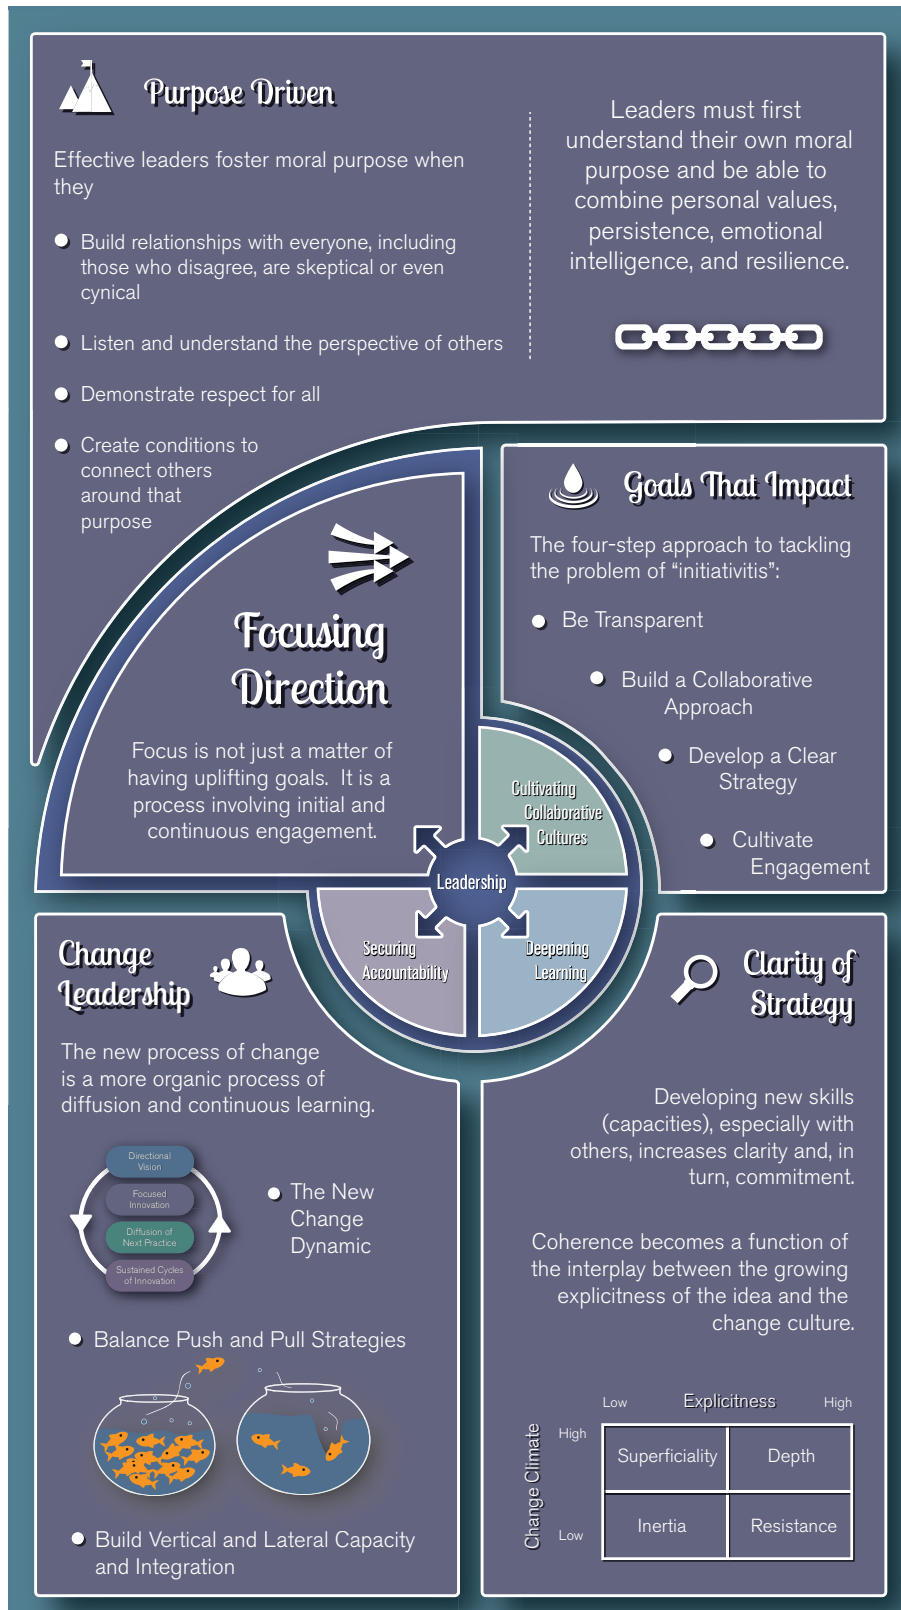 Purpose Driven
Effective leaders foster moral purpose when
they
Build relationships with everyone, including
those who disagree, are skeptical or even
cynical
Listen and understand the perspective of others
Demonstrate respect for all
Create conditions to
connect others
around that
purpose
Leaders must first
understand their own moral
purpose and be able to
combine personal values,
persistence, emotional
intelligence, and resilience.
Focusing
Direction
Focus is not just a matter of
having uplifting goals. It is a
process involving initial and
continuous engagement.
Goals That Impact
The four-step approach to tackling
the problem of “initiativitis”:
Be Transparent
Build a Collaborative
Approach
Develop a Clear
Strategy
Cultivate
Engagement
Cultivating
Collaborative
Cultures
Leadership
Securing
Accountability
Deepening
Learning
Change
Leadership
The new process of change
is a more organic process of
diffusion and continuous learning.
Directional
Vision
Focused
Innovation
Diffusion of
Next Practice
Sustained Cycles
of Innovation
The New
Change
Dynamic
Balance Push and Pull Strategies
Build Vertical and Lateral Capacity
and Integration
Clarity of
Strategy
Developing new skills
(capacities), especially with
others, increases clarity and, in
turn, commitment.
Coherence becomes a function of
the interplay between the growing
explicitness of the idea and the
change culture.
Low Explicitness High
Change Climate
High
Superficiality Depth
Low
Inertia Resistance